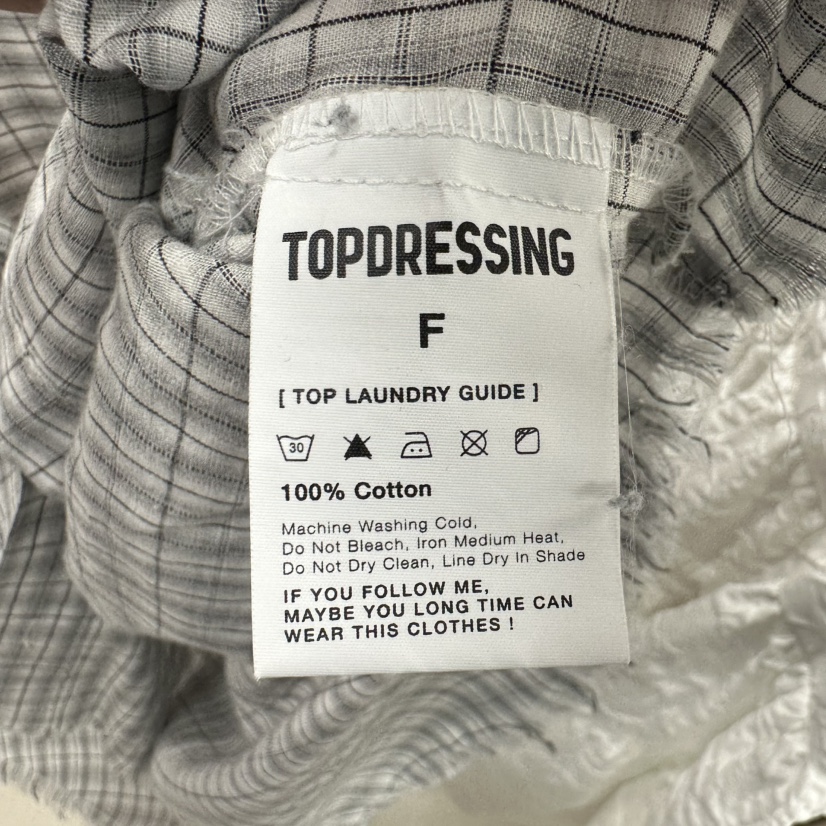 TOPDRESSING
F
[ TOP LAUNDRY GUIDE ]
30
100% Cotton
Machine Washing Cold,
Do Not Bleach, Iron Medium Heat,
Do Not Dry Clean, Line Dry In Shade
IF YOU FOLLOW ME,
MAYBE YOU LONG TIME CAN
WEAR THIS CLOTHES !